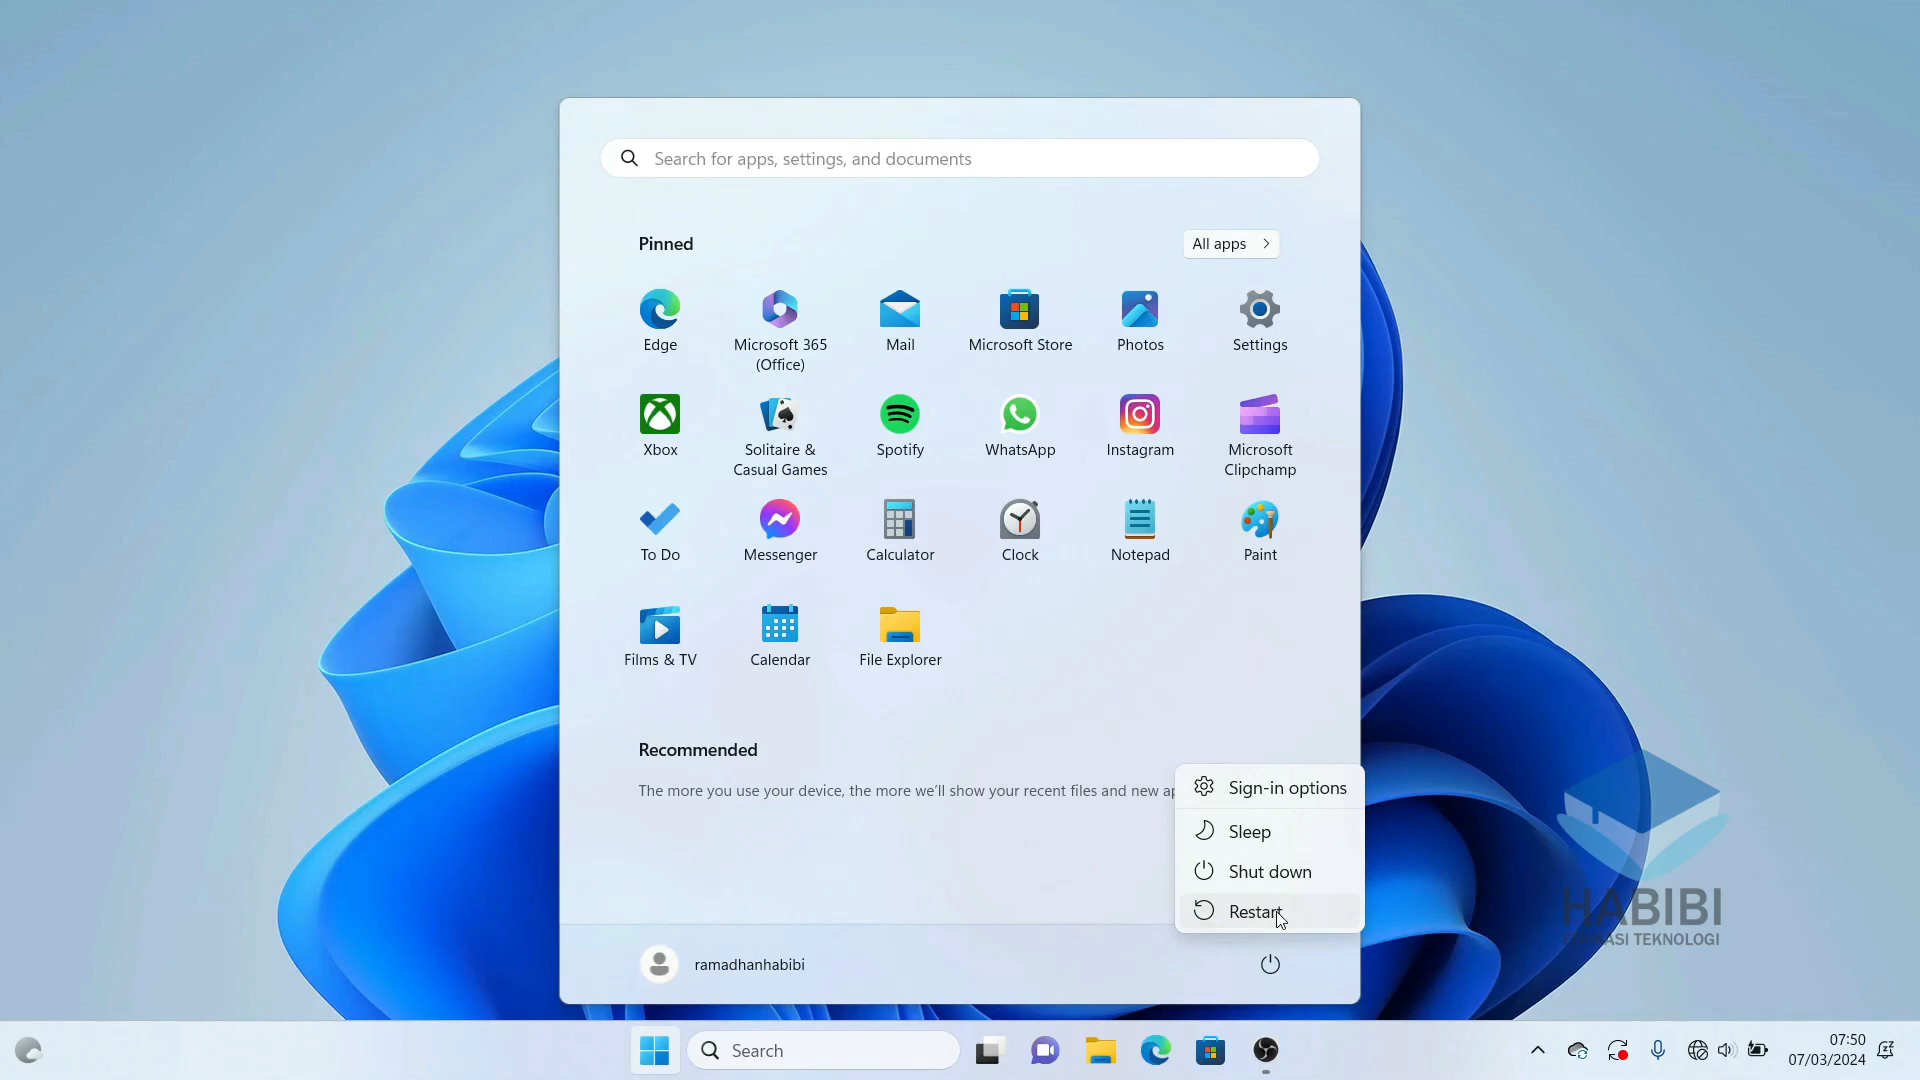 Search for apps, settings, and documents
Pinned
All apps
Edge
Microsoft 365
(Office)
Mail
Microsoft Store
Photos
Settings
Xbox
Solitaire &
Casual Games
Spotify
WhatsApp
Instagram
Microsoft
Clipchamp
To Do
Messenger
Calculator
Clock
Notepad
Paint
Films & TV
Calendar
File Explorer
Recommended
The more you use your device, the more we'll show your recent files and new
Sign-in options
Sleep
Shut down
Restart
ramadhanhabibi
HABIBI
TEKNOLOGI
Search
07:50
07/03/2024